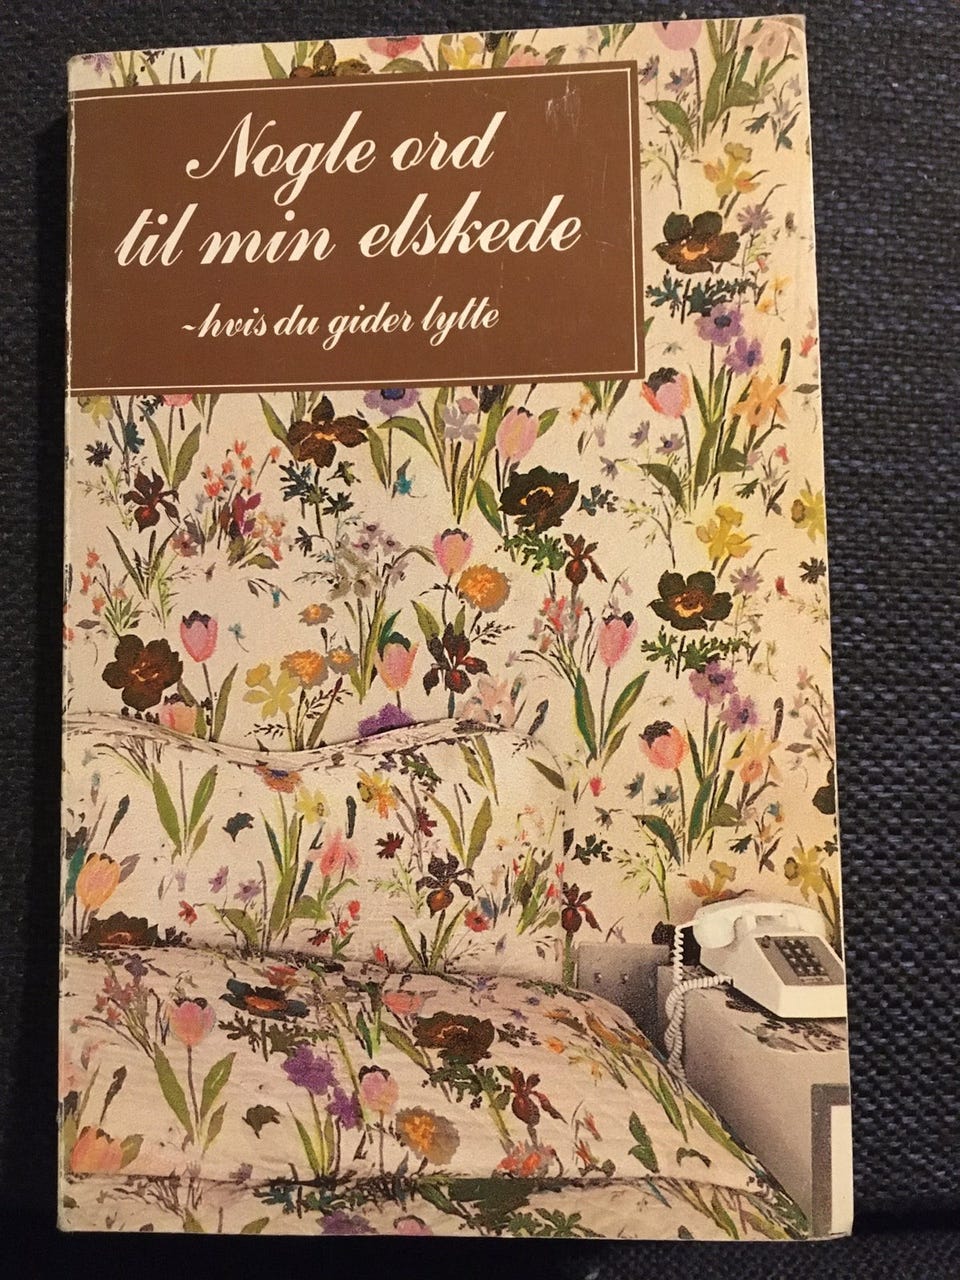 Nogle ord
til min elskede
~hvis du gider lytte